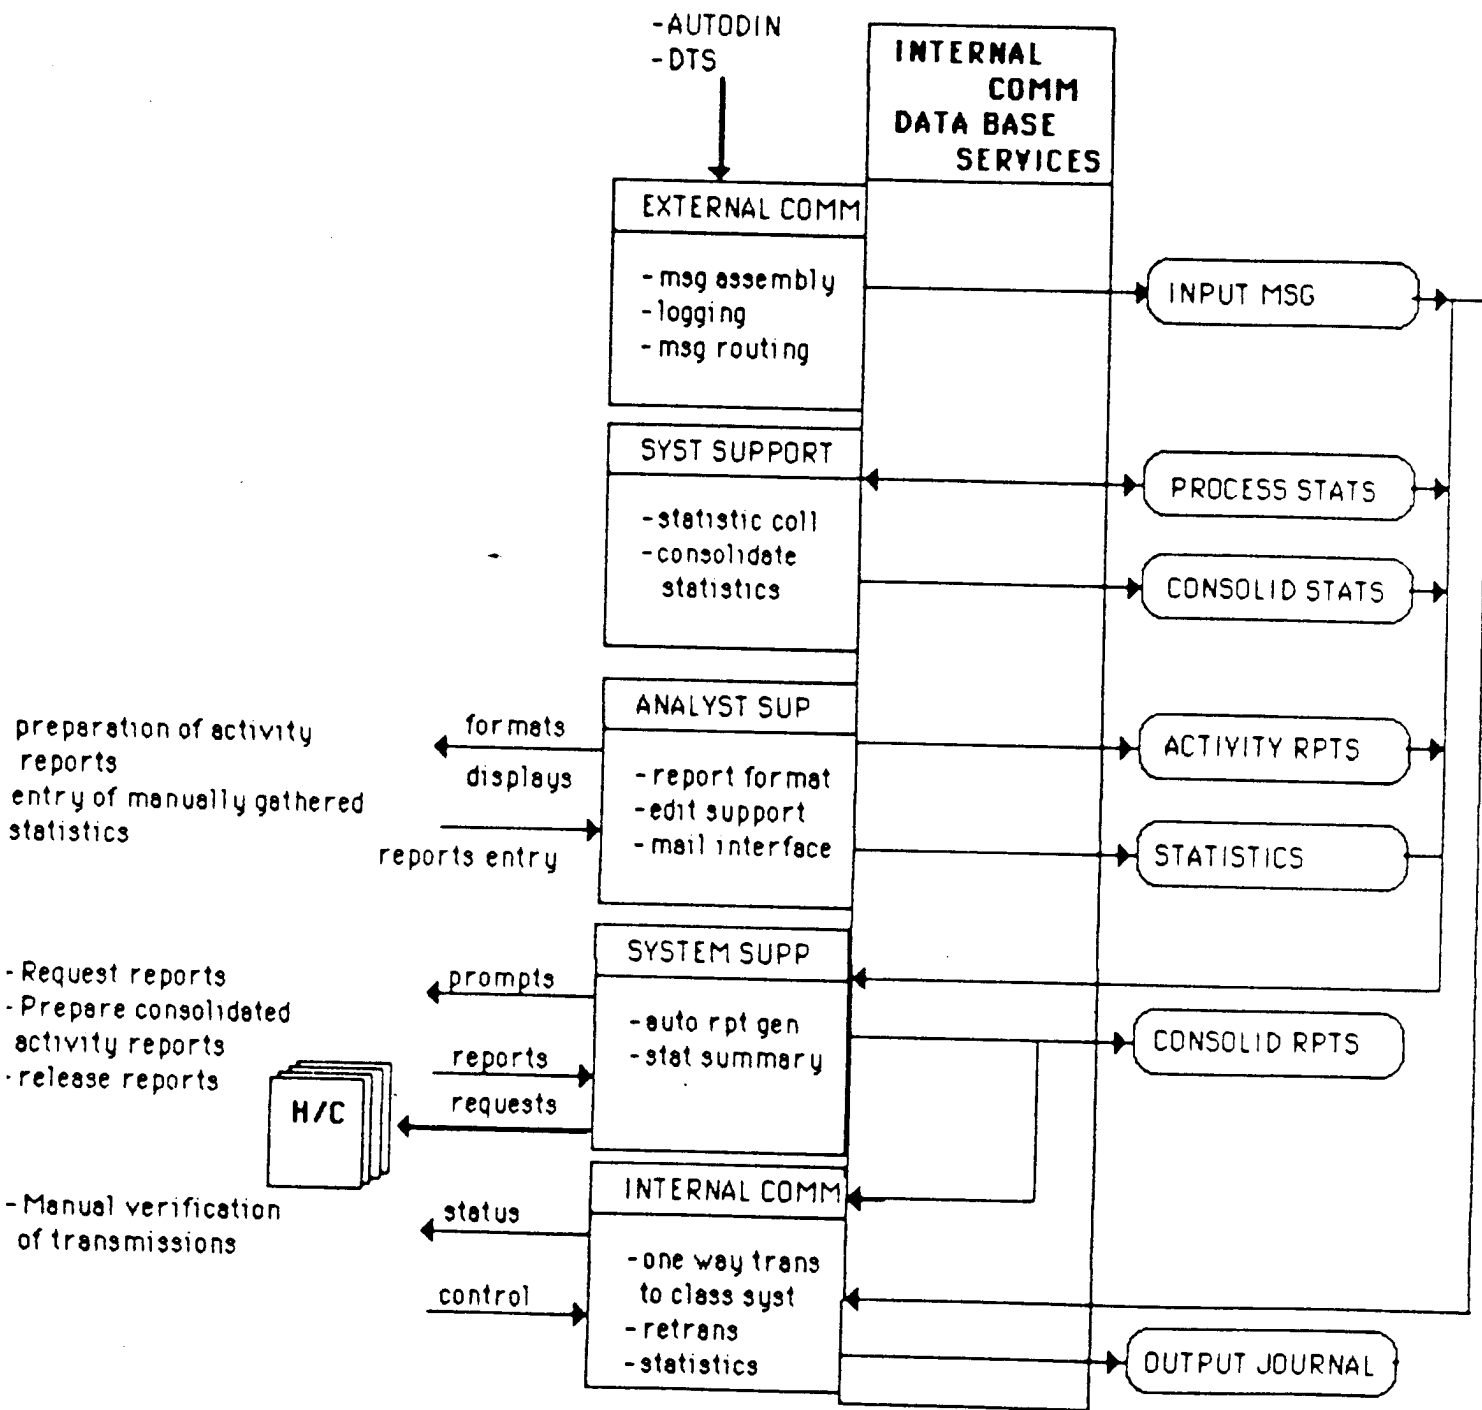 -AUTODIN
-DTS
INTERNAL
COMM
DATA BASE
SERVICES
EXTERNAL COMM
-msg assembly
-logging
-msg routing
INPUT MSG
SYST SUPPORT
-statistic coll
-consolidate
statistics
PROCESS STATS
CONSOLID STATS
preparation of activity
reports
entry of manually gathered
statistics
formats
displays
reports entry
ANALYST SUP
-report format
-edit support
-mail interface
ACTIVITY RPTS
STATISTICS
- Request reports
- Prepare consolidated
activity reports
- release reports
H/C
prompts
reports
requests
SYSTEM SUPP
-auto rpt gen
-stat summary
CONSOLID RPTS
- Manual verification
of transmissions
status
control
INTERNAL COMM
-one way trans
to class syst
-retrans
-statistics
OUTPUT JOURNAL